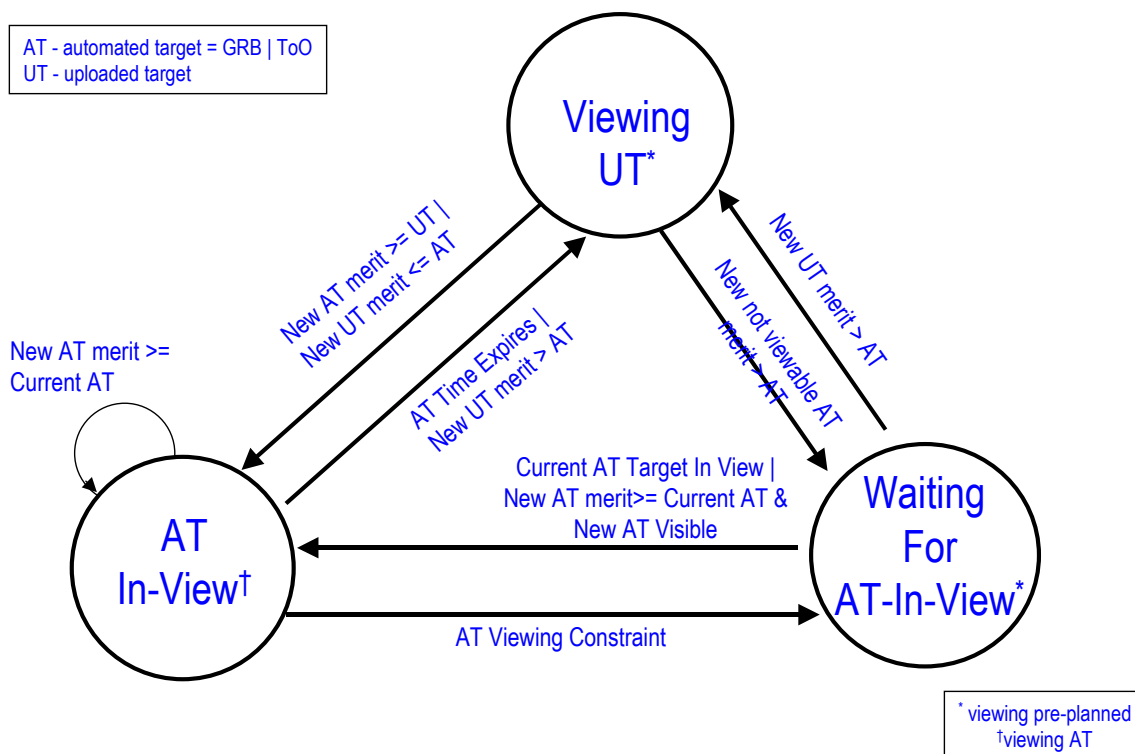 AT - automated target = GRB | ToO
UT - uploaded target
Viewing
UT*
New AT merit >= UT |
New UT merit <= AT
AT Time Expires |
New UT merit > AT
New not viewable AT
merit > AT
New UT merit > AT
New AT merit >=
Current AT
Current AT Target In View |
New AT merit>= Current AT &
New AT Visible
AT
In-View†
Waiting
For
AT-In-View*
AT Viewing Constraint
* viewing pre-planned
†viewing AT